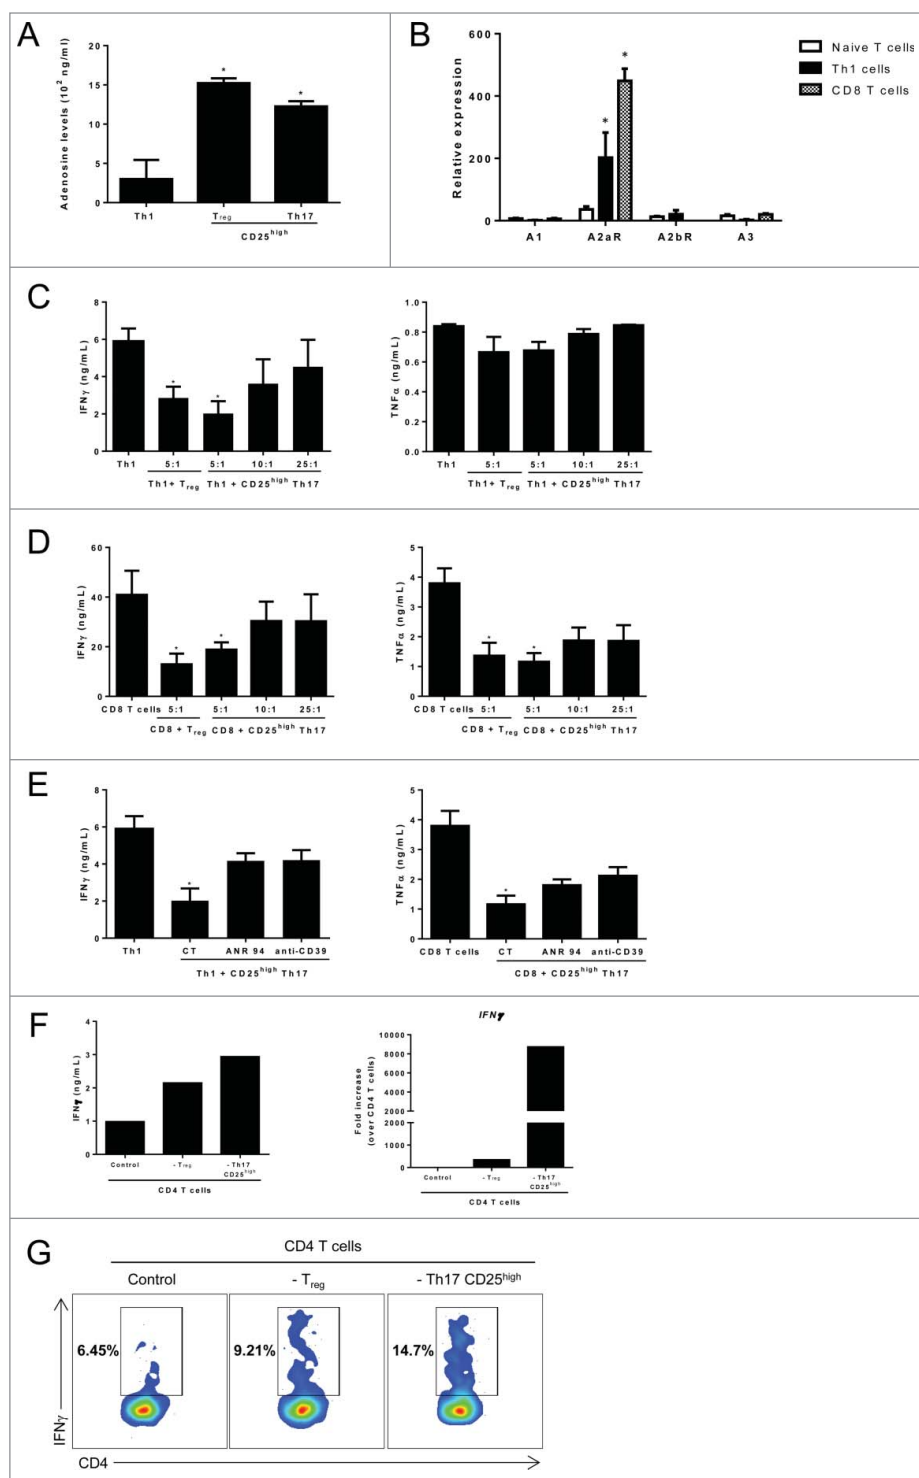 A
Adenosine levels (10² ng/ml)
20
15
10
5
0
*
*
Th1
Treg
Th17
CD25high
B
Relative expression
600
400
200
0
*
*
A1
A2aR
A2bR
A3
Naive T cells
Th1 cells
CD8 T cells
C
IFNγ (ng/mL)
8
6
4
2
0
*
*
Th1
5:1
5:1
10:1
25:1
Th1+ Treg
Th1 + CD25high Th17
TNFα (ng/mL)
1.0
0.8
0.6
0.4
0.2
0.0
Th1
5:1
5:1
10:1
25:1
Th1+ Treg
Th1 + CD25high Th17
D
IFNγ (ng/mL)
60
40
20
0
*
*
CD8 T cells
5:1
5:1
10:1
25:1
CD8 + Treg
CD8 + CD25high Th17
TNFα (ng/mL)
5
4
3
2
1
0
*
*
CD8 T cells
5:1
5:1
10:1
25:1
CD8 + Treg
CD8 + CD25high Th17
E
IFNγ (ng/mL)
8
6
4
2
0
*
Th1
CT
ANR 94
anti-CD39
Th1 + CD25high Th17
TNFα (ng/mL)
5
4
3
2
1
0
*
CD8 T cells
CT
ANR 94
anti-CD39
CD8 + CD25high Th17
F
IFNγ (ng/mL)
4
3
2
1
0
Control
- Treg
- Th17
CD25high
CD4 T cells
IFNγ
Fold increase
(over CD4 T cells)
10000
8000
6000
4000
2000
2000
1000
0
Control
- Treg
- Th17
CD25high
CD4 T cells
G
CD4 T cells
Control
- Treg
- Th17 CD25high
6.45%
9.21%
14.7%
IFNγ
CD4